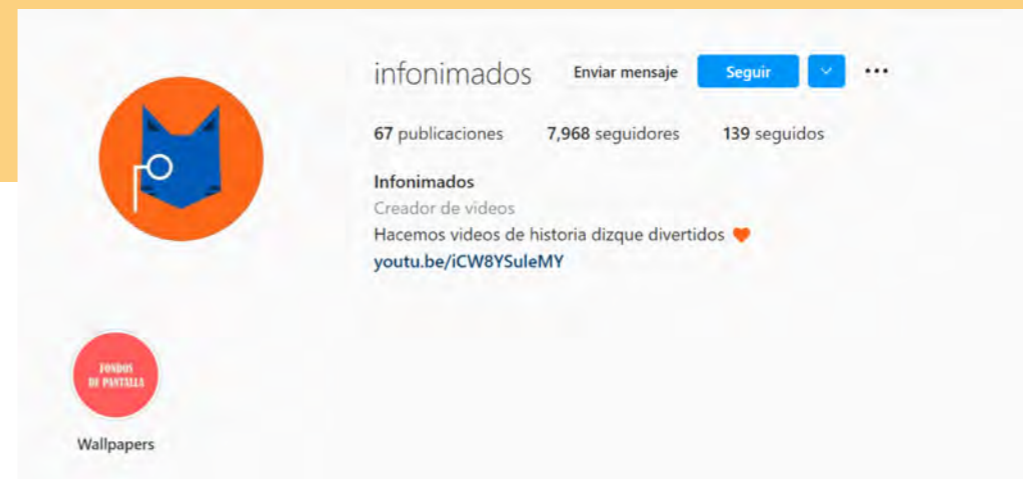 infonimados Enviar mensaje Seguir
67 publicaciones 7,968 seguidores 139 seguidos
Infonimados
Creador de videos
Hacemos videos de historia dizque divertidos 🧡
youtu.be/iCW8YSuleMY
FONDOS
DE PANTALLA
Wallpapers